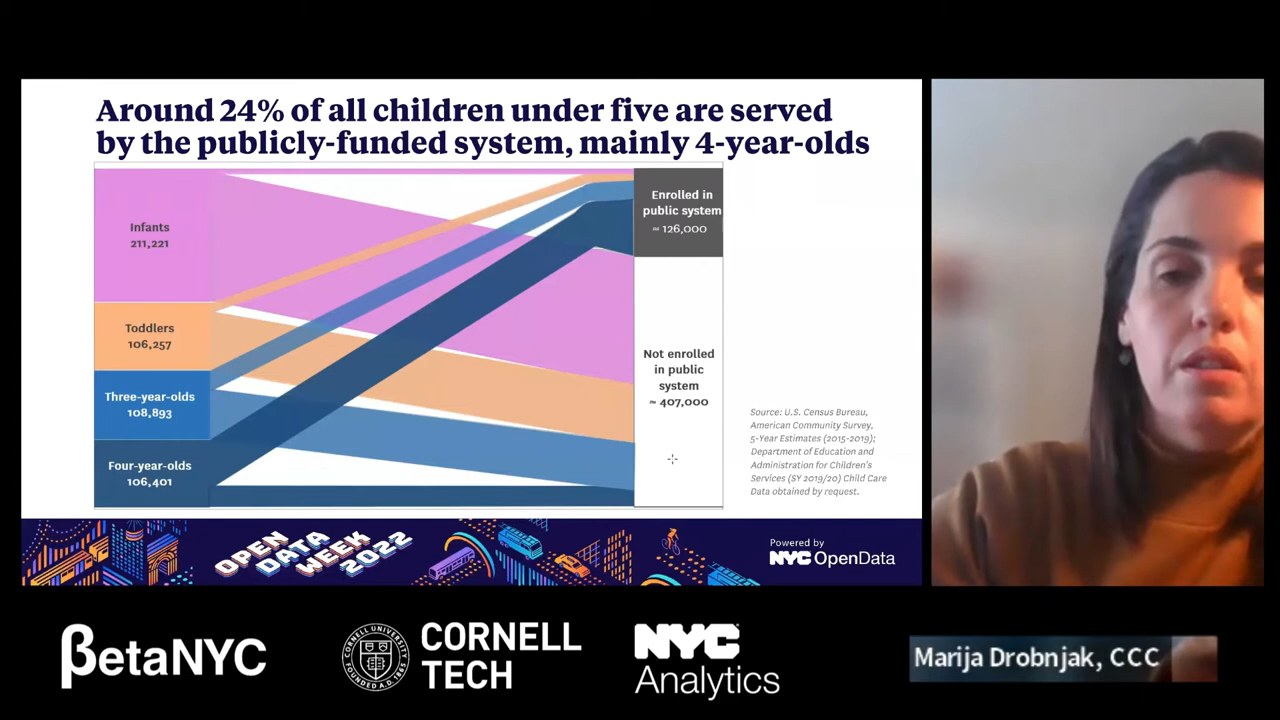 Around 24% of all children under five are served
by the publicly-funded system, mainly 4-year-olds
Infants
211,221
Toddlers
106,257
Three-year-olds
108,893
Four-year-olds
106,401
Enrolled in
public system
≈ 126,000
Not enrolled
in public
system
≈ 407,000
Source: U.S. Census Bureau,
American Community Survey,
5-Year Estimates (2015-2019);
Department of Education and
Administration for Children's
Services (SY 2019/20) Child Care
Data obtained by request.
OPEN
DATA
WEEK
2022
Powered by
NYC OpenData
βetaNYC
CORNELL
TECH
NYC
Analytics
Marija Drobnjak, CCC